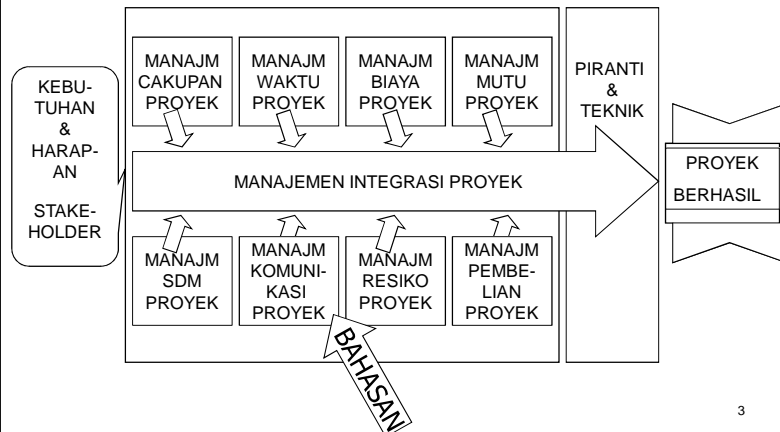 KEBU-
TUHAN
&
HARAP-
AN
STAKE-
HOLDER
MANAJM
CAKUPAN
PROYEK
MANAJM
WAKTU
PROYEK
MANAJM
BIAYA
PROYEK
MANAJM
MUTU
PROYEK
PIRANTI
&
TEKNIK
MANAJEMEN INTEGRASI PROYEK
PROYEK
BERHASIL
MANAJM
SDM
PROYEK
MANAJM
KOMUNI-
KASI
PROYEK
MANAJM
RESIKO
PROYEK
MANAJM
PEMBE-
LIAN
PROYEK
BAHASAN
3